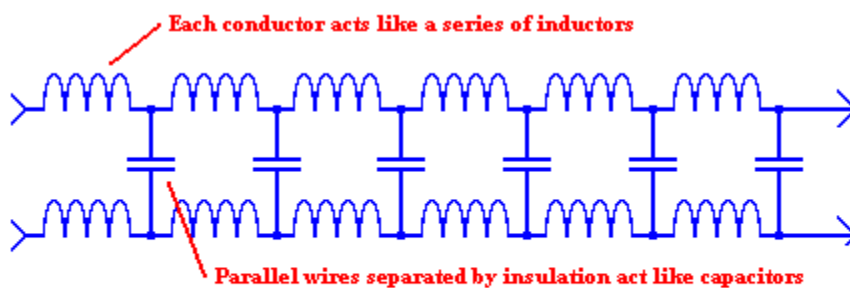 Each conductor acts like a series of inductors
Parallel wires separated by insulation act like capacitors